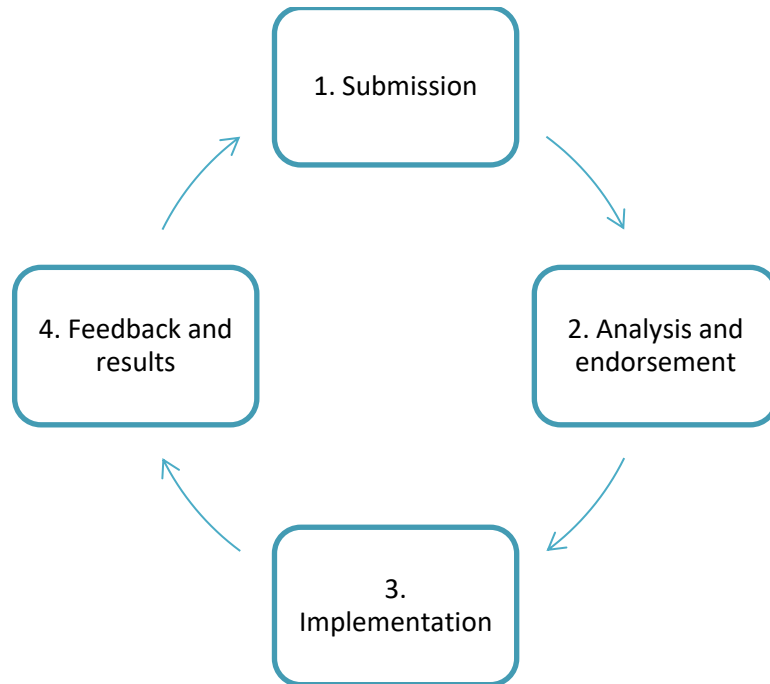 1. Submission
2. Analysis and
endorsement
3.
Implementation
4. Feedback and
results